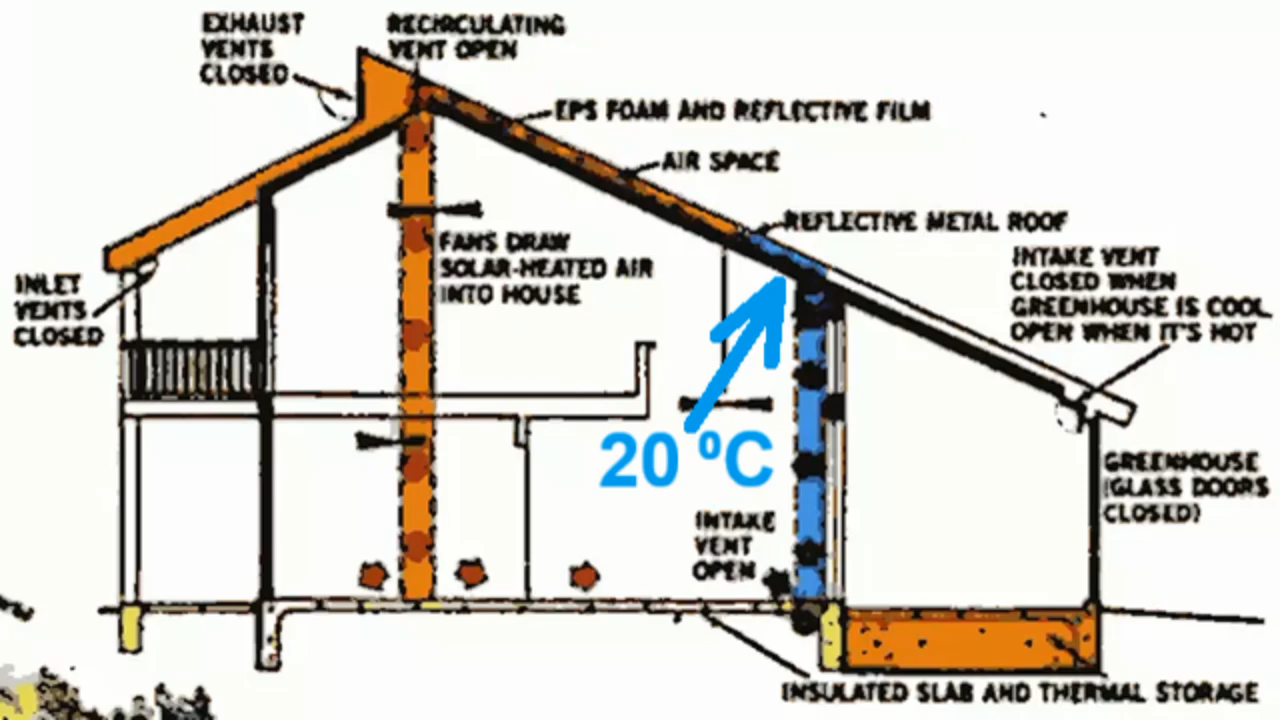 EXHAUST
VENTS
CLOSED
RECIRCULATING
VENT OPEN
EPS FOAM AND REFLECTIVE FILM
AIR SPACE
REFLECTIVE METAL ROOF
INTAKE VENT
CLOSED WHEN
GREENHOUSE IS COOL
OPEN WHEN IT'S HOT
FANS DRAW
SOLAR-HEATED AIR
INTO HOUSE
INLET
VENTS
CLOSED
20 ºC
GREENHOUSE
(GLASS DOORS
CLOSED)
INTAKE
VENT
OPEN
INSULATED SLAB AND THERMAL STORAGE